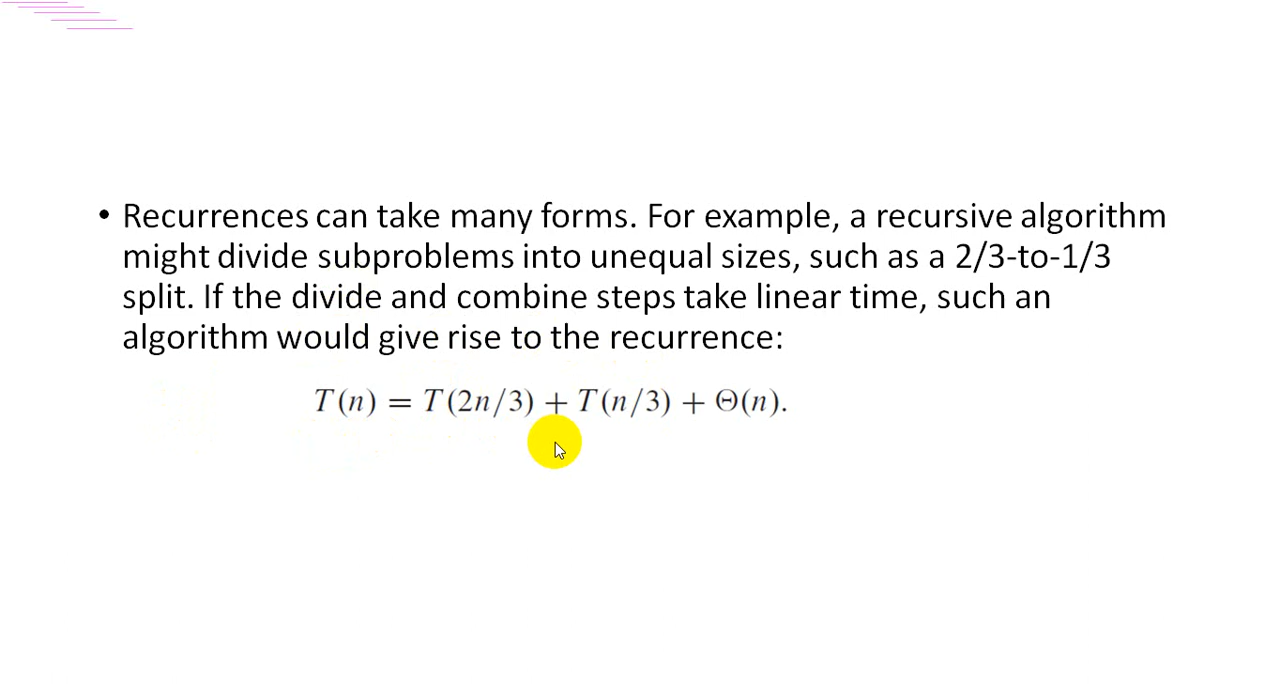 • Recurrences can take many forms. For example, a recursive algorithm
might divide subproblems into unequal sizes, such as a 2/3-to-1/3
split. If the divide and combine steps take linear time, such an
algorithm would give rise to the recurrence:
T(n) = T(2n/3) + T(n/3) + Θ(n).